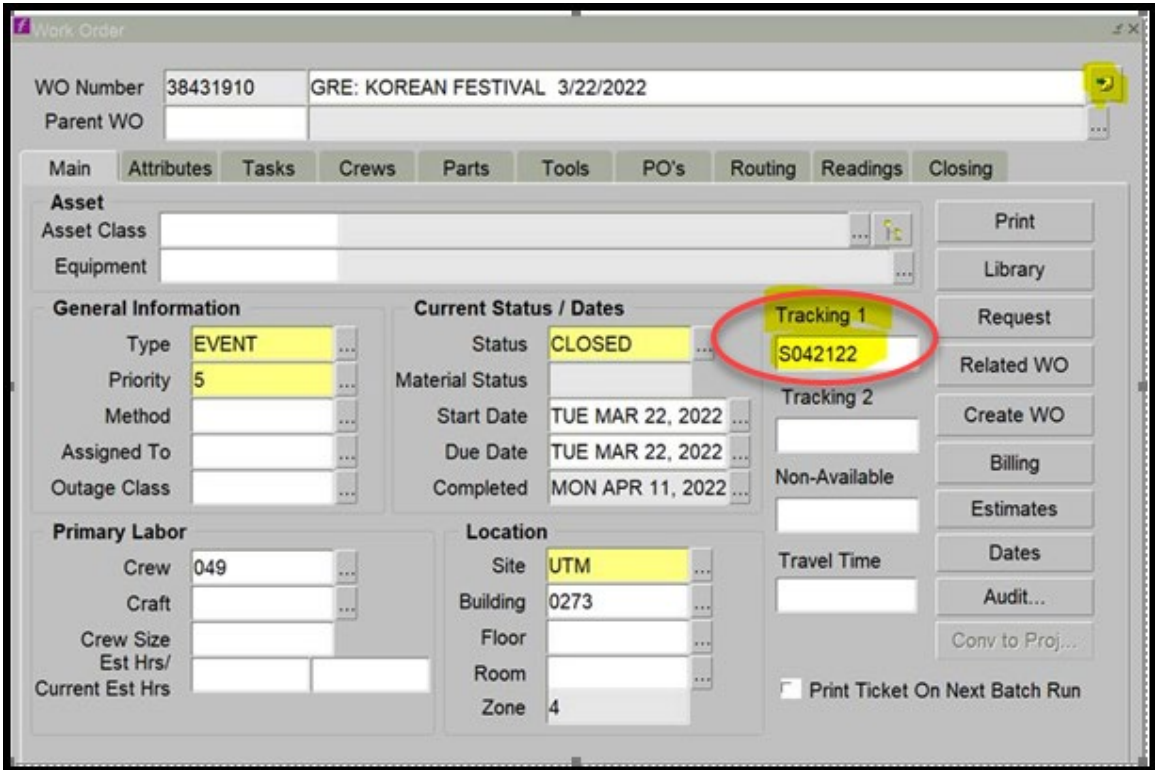 Work Order
WO Number 38431910 GRE: KOREAN FESTIVAL 3/22/2022
Parent WO ...
Main Attributes Tasks Crews Parts Tools PO's Routing Readings Closing
Asset
Asset Class ...
Equipment ...
Print
Library
Request
Related WO
Create WO
Billing
Estimates
Dates
Audit...
Conv to Proj...
General Information
Type EVENT ...
Priority 5 ...
Method ...
Assigned To ...
Outage Class ...
Current Status / Dates
Status CLOSED ...
Material Status
Start Date TUE MAR 22, 2022 ...
Due Date TUE MAR 22, 2022 ...
Completed MON APR 11, 2022 ...
Tracking 1
S042122
Tracking 2
Non-Available
Travel Time
Primary Labor
Crew 049 ...
Craft ...
Crew Size
Est Hrs/
Current Est Hrs
Location
Site UTM ...
Building 0273 ...
Floor ...
Room ...
Zone 4
Print Ticket On Next Batch Run